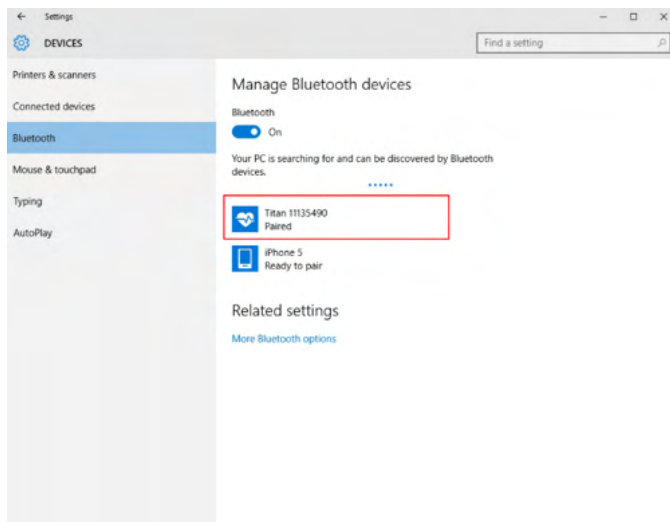 Settings
DEVICES
Find a setting
Printers & scanners
Connected devices
Bluetooth
Mouse & touchpad
Typing
AutoPlay
Manage Bluetooth devices
Bluetooth
On
Your PC is searching for and can be discovered by Bluetooth
devices.
Titan 11135490
Paired
iPhone 5
Ready to pair
Related settings
More Bluetooth options